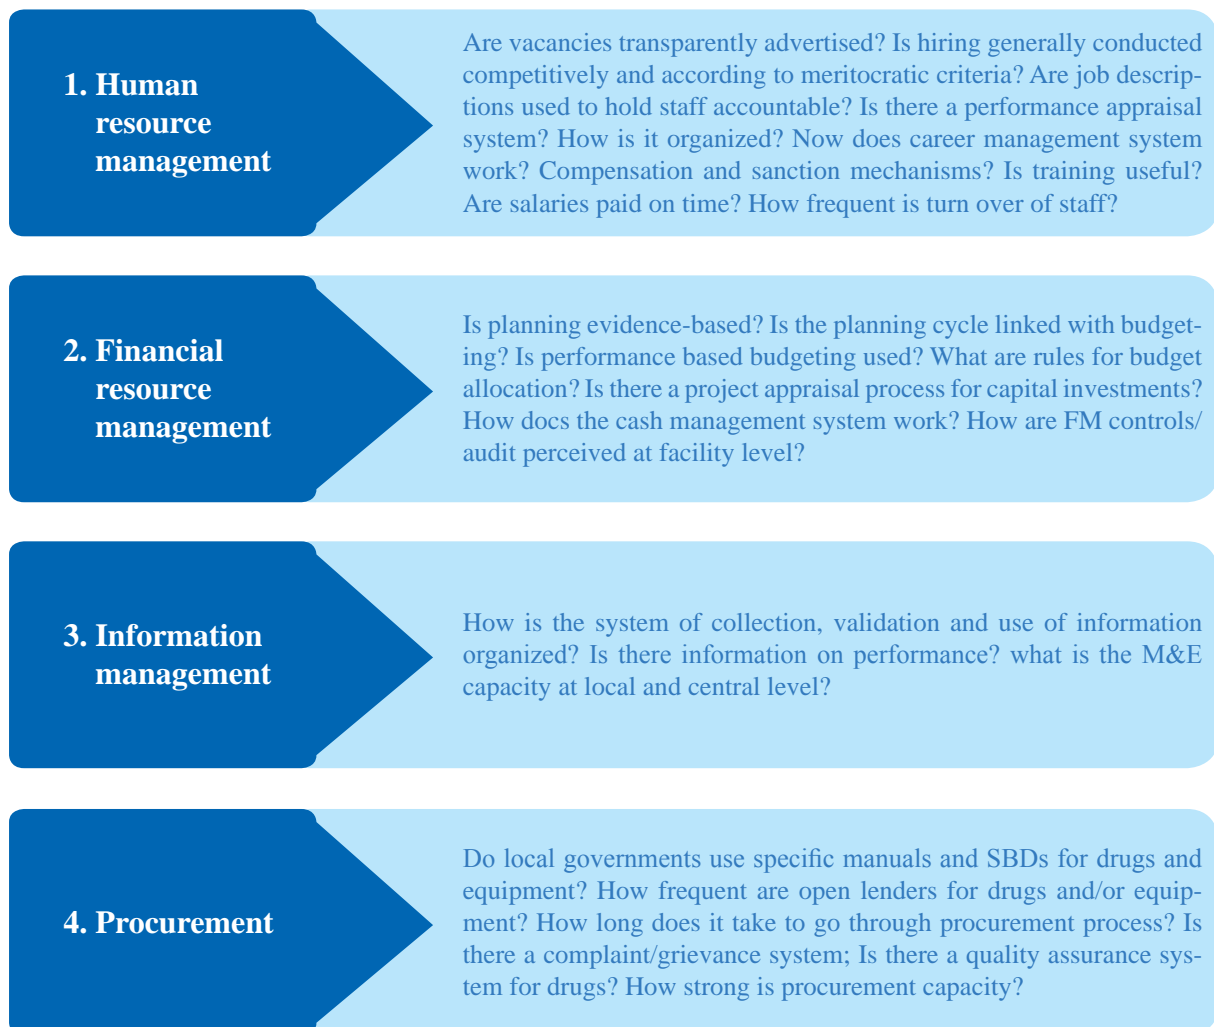 1. Human
resource
management
Are vacancies transparently advertised? Is hiring generally conducted
competitively and according to meritocratic criteria? Are job descrip-
tions used to hold staff accountable? Is there a performance appraisal
system? How is it organized? Now does career management system
work? Compensation and sanction mechanisms? Is training useful?
Are salaries paid on time? How frequent is turn over of staff?
2. Financial
resource
management
Is planning evidence-based? Is the planning cycle linked with budget-
ing? Is performance based budgeting used? What are rules for budget
allocation? Is there a project appraisal process for capital investments?
How docs the cash management system work? How are FM controls/
audit perceived at facility level?
3. Information
management
How is the system of collection, validation and use of information
organized? Is there information on performance? what is the M&E
capacity at local and central level?
4. Procurement
Do local governments use specific manuals and SBDs for drugs and
equipment? How frequent are open lenders for drugs and/or equip-
ment? How long does it take to go through procurement process? Is
there a complaint/grievance system; Is there a quality assurance sys-
tem for drugs? How strong is procurement capacity?